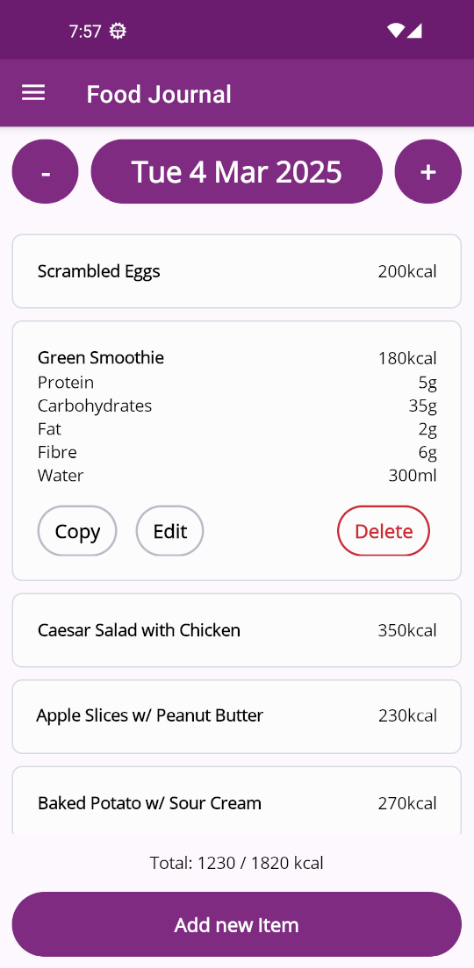 7:57
Food Journal
- Tue 4 Mar 2025 +
Scrambled Eggs 200kcal
Green Smoothie 180kcal
Protein 5g
Carbohydrates 35g
Fat 2g
Fibre 6g
Water 300ml
Copy Edit Delete
Caesar Salad with Chicken 350kcal
Apple Slices w/ Peanut Butter 230kcal
Baked Potato w/ Sour Cream 270kcal
Total: 1230 / 1820 kcal
Add new Item